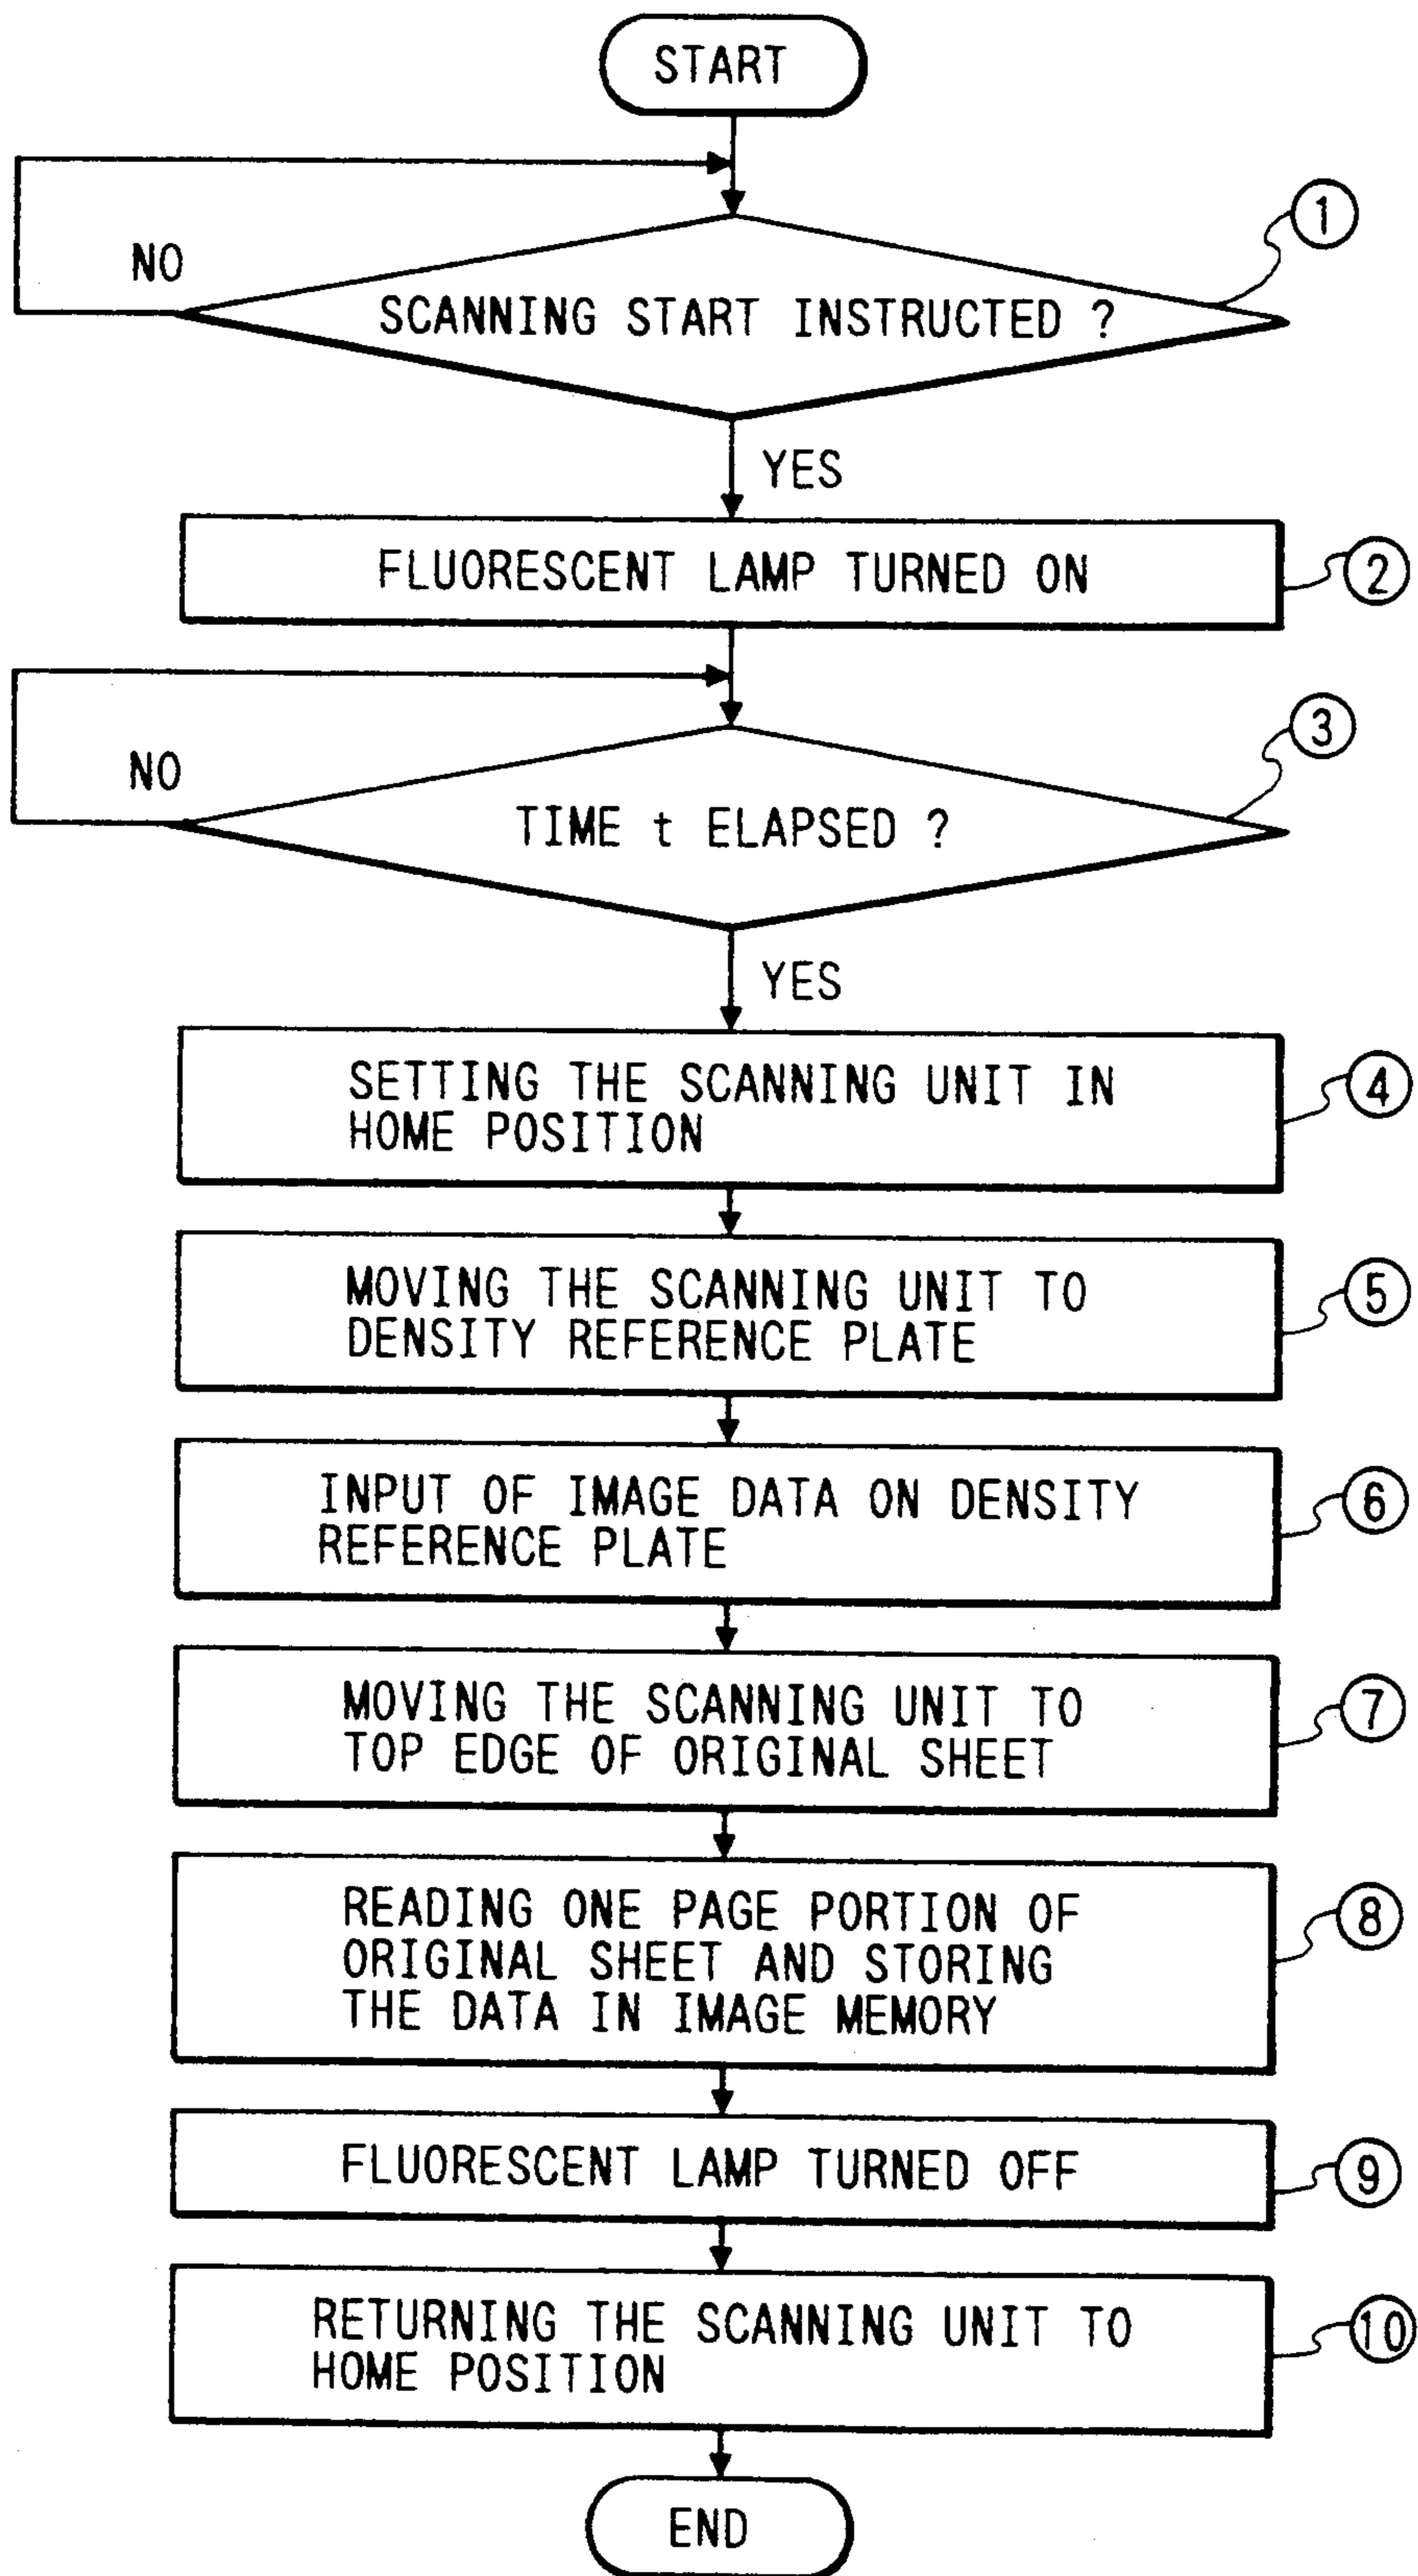 START
①
NO
SCANNING START INSTRUCTED ?
YES
FLUORESCENT LAMP TURNED ON
②
③
NO
TIME t ELAPSED ?
YES
SETTING THE SCANNING UNIT IN
HOME POSITION
④
MOVING THE SCANNING UNIT TO
DENSITY REFERENCE PLATE
⑤
INPUT OF IMAGE DATA ON DENSITY
REFERENCE PLATE
⑥
MOVING THE SCANNING UNIT TO
TOP EDGE OF ORIGINAL SHEET
⑦
READING ONE PAGE PORTION OF
ORIGINAL SHEET AND STORING
THE DATA IN IMAGE MEMORY
⑧
FLUORESCENT LAMP TURNED OFF
⑨
RETURNING THE SCANNING UNIT TO
HOME POSITION
⑩
END